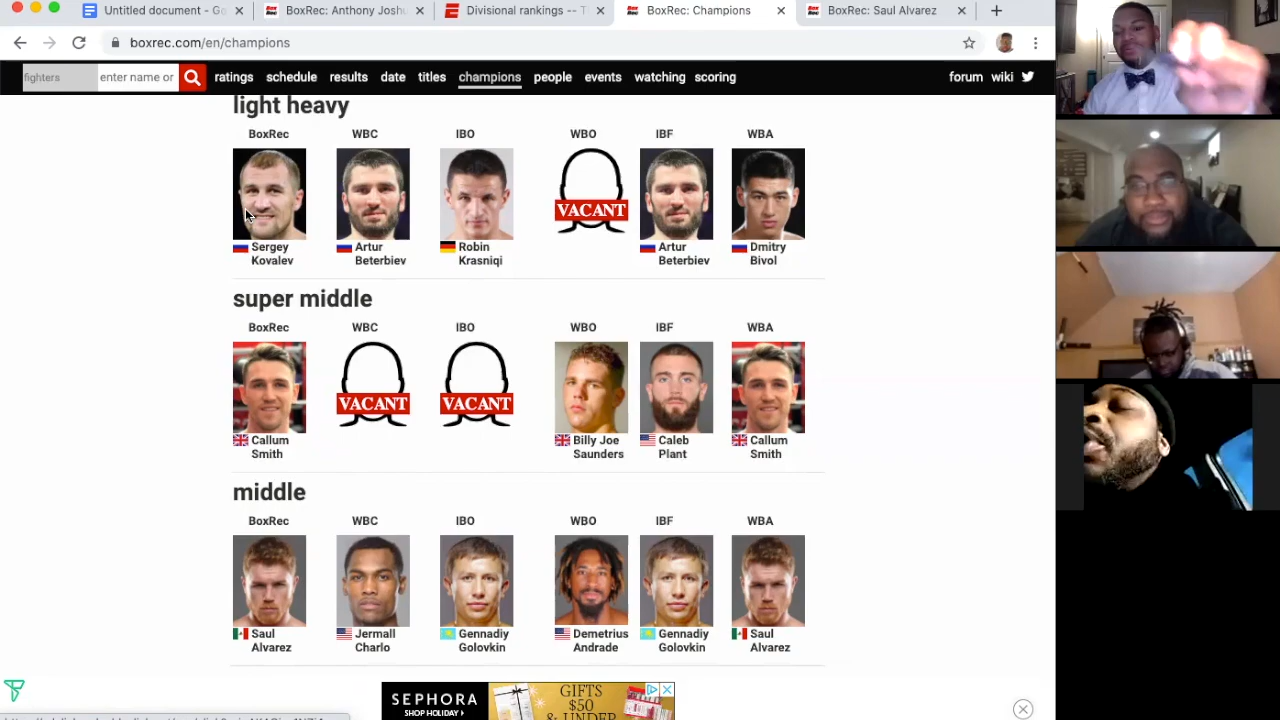 Untitled document - Go
BoxRec: Anthony Josh
Divisional rankings -- T
BoxRec: Champions
BoxRec: Saul Alvarez
boxrec.com/en/champions
fighters
enter name or
ratings
schedule
results
date
titles
champions
people
events
watching
scoring
forum
wiki
light heavy
BoxRec WBC IBO WBO IBF WBA
VACANT
Sergey Artur Robin Artur Dmitry
Kovalev Beterbiev Krasniqi Beterbiev Bivol
super middle
BoxRec WBC IBO WBO IBF WBA
VACANT VACANT
Callum Billy Joe Caleb Callum
Smith Saunders Plant Smith
middle
BoxRec WBC IBO WBO IBF WBA
Saul Jermall Gennadiy Demetrius Gennadiy Saul
Alvarez Charlo Golovkin Andrade Golovkin Alvarez
SEPHORA
SHOP HOLIDAY
GIFTS
$50
& UNDER